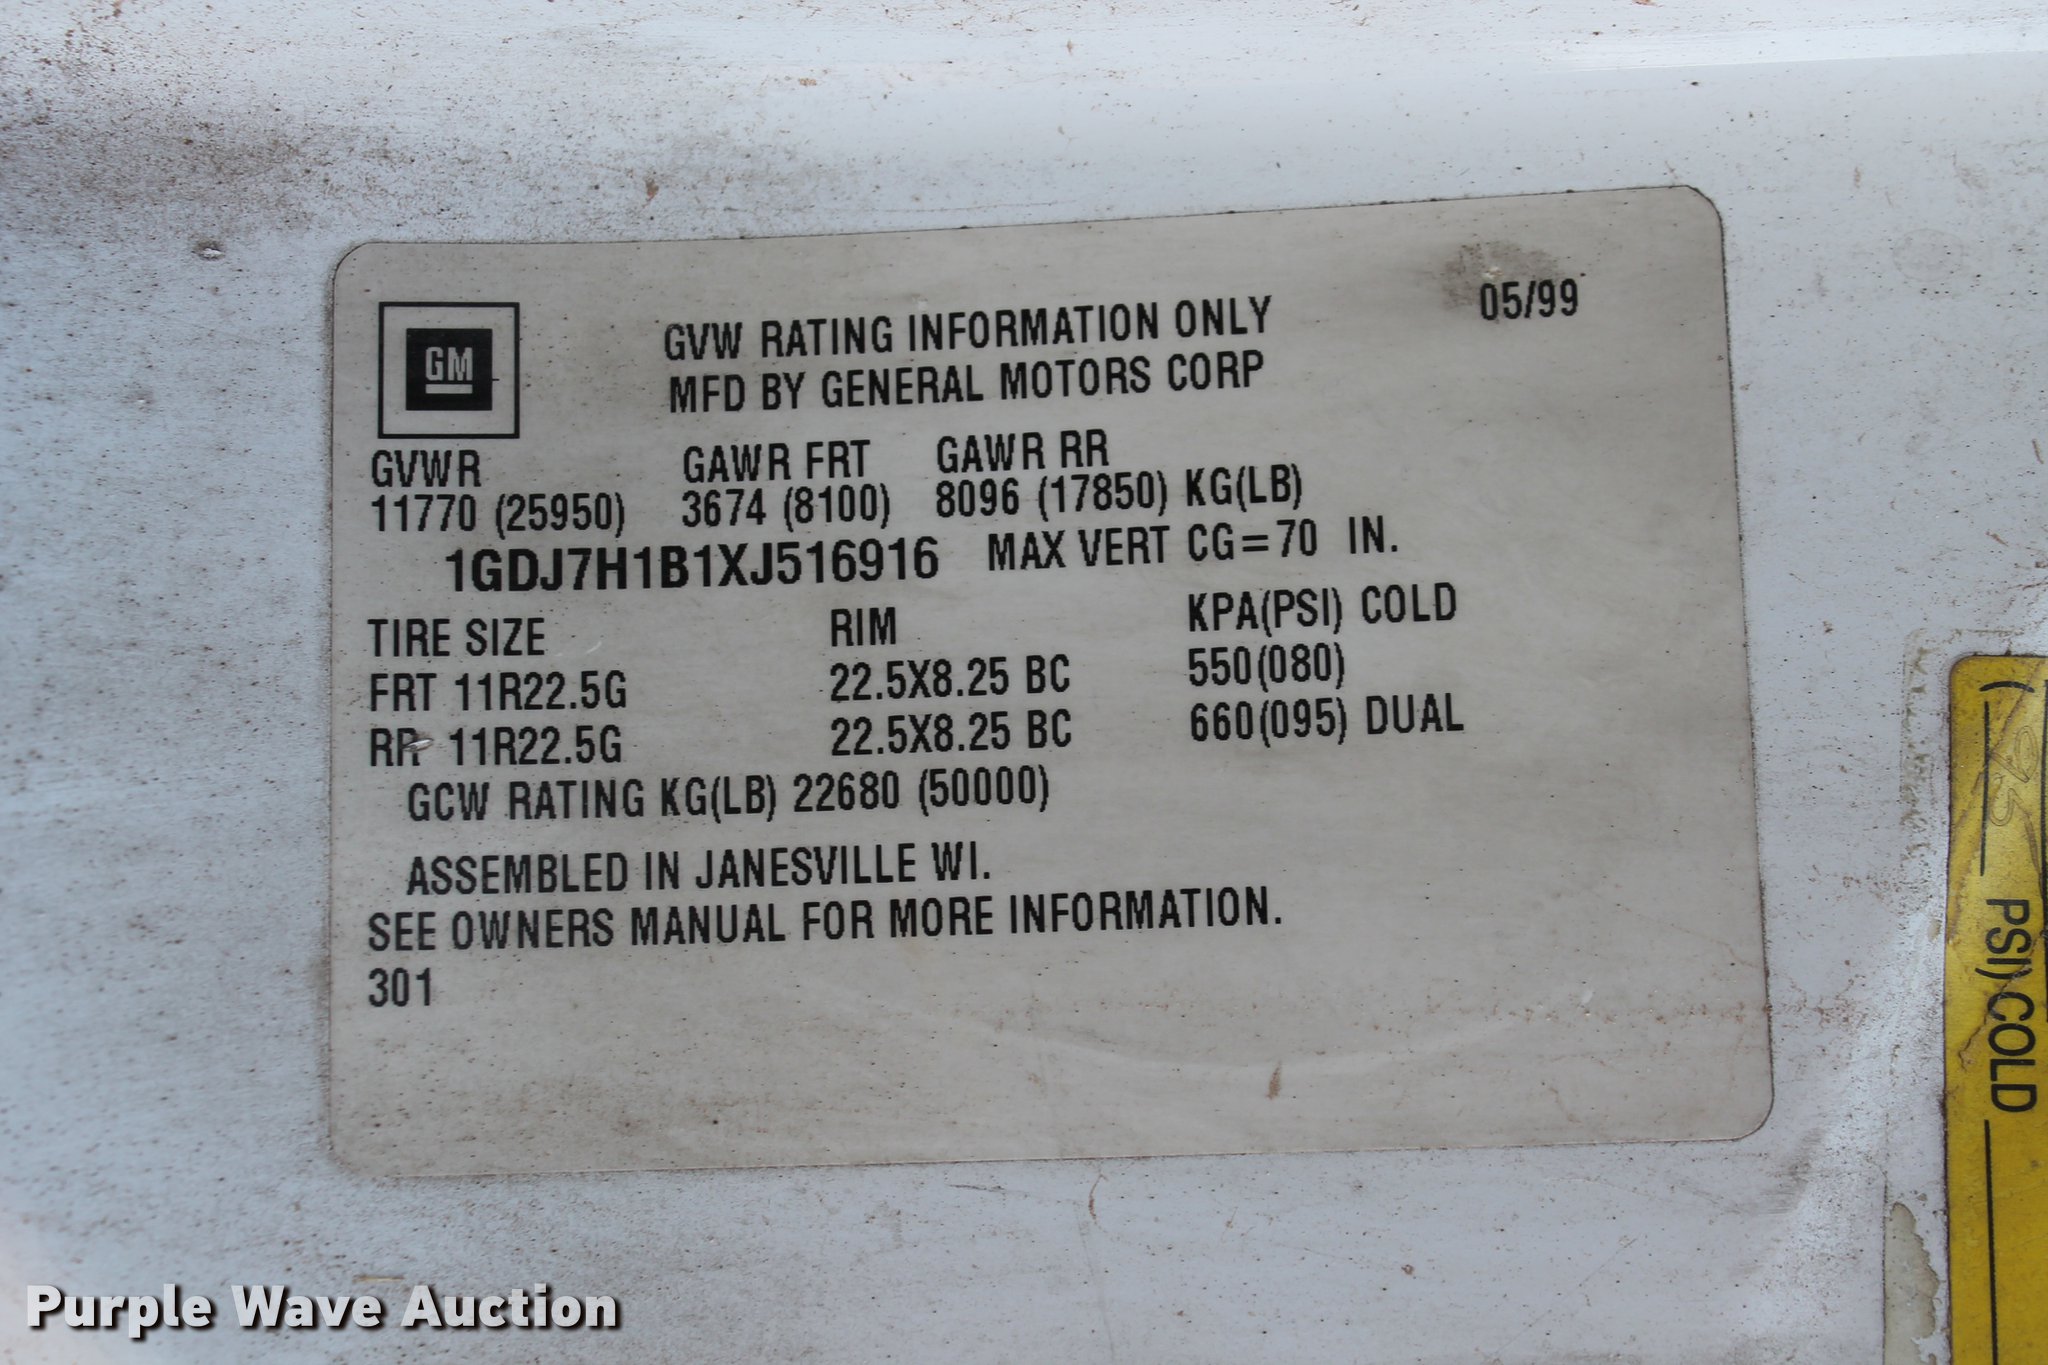 GM
GVW RATING INFORMATION ONLY
05/99
MFD BY GENERAL MOTORS CORP
GVWR GAWR FRT GAWR RR
11770 (25950) 3674 (8100) 8096 (17850) KG(LB)
1GDJ7H1B1XJ516916 MAX VERT CG=70 IN.
TIRE SIZE RIM KPA(PSI) COLD
FRT 11R22.5G 22.5X8.25 BC 550(080)
RR 11R22.5G 22.5X8.25 BC 660(095) DUAL
GCW RATING KG(LB) 22680 (50000)
ASSEMBLED IN JANESVILLE WI.
SEE OWNERS MANUAL FOR MORE INFORMATION.
301
( PSI) COLD
Purple Wave Auction